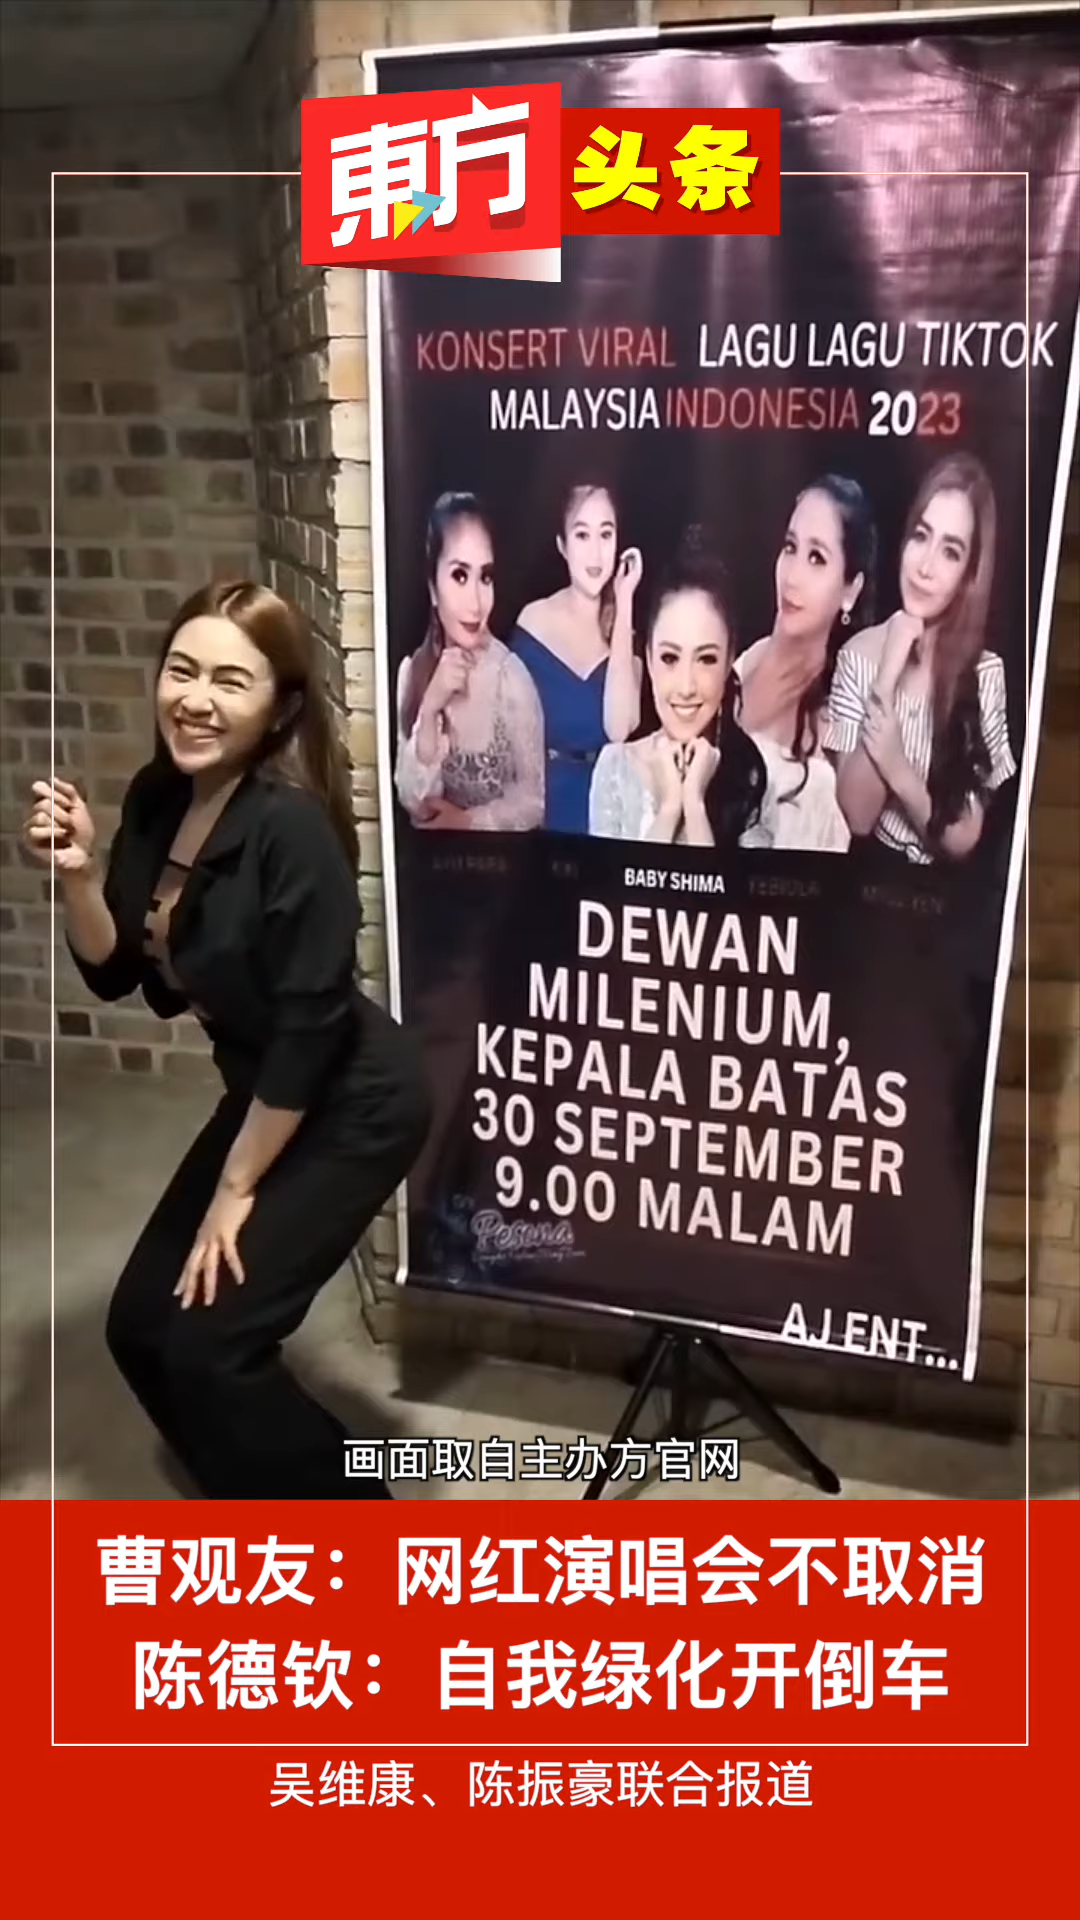 東方 头条
KONSERT VIRAL LAGU LAGU TIKTOK
MALAYSIA INDONESIA 2023
BABY SHIMA
DEWAN
MILENIUM,
KEPALA BATAS
30 SEPTEMBER
9.00 MALAM
Pesona
AJ ENT...
画面取自主办方官网
曹观友：网红演唱会不取消
陈德钦：自我绿化开倒车
吴维康、陈振豪联合报道